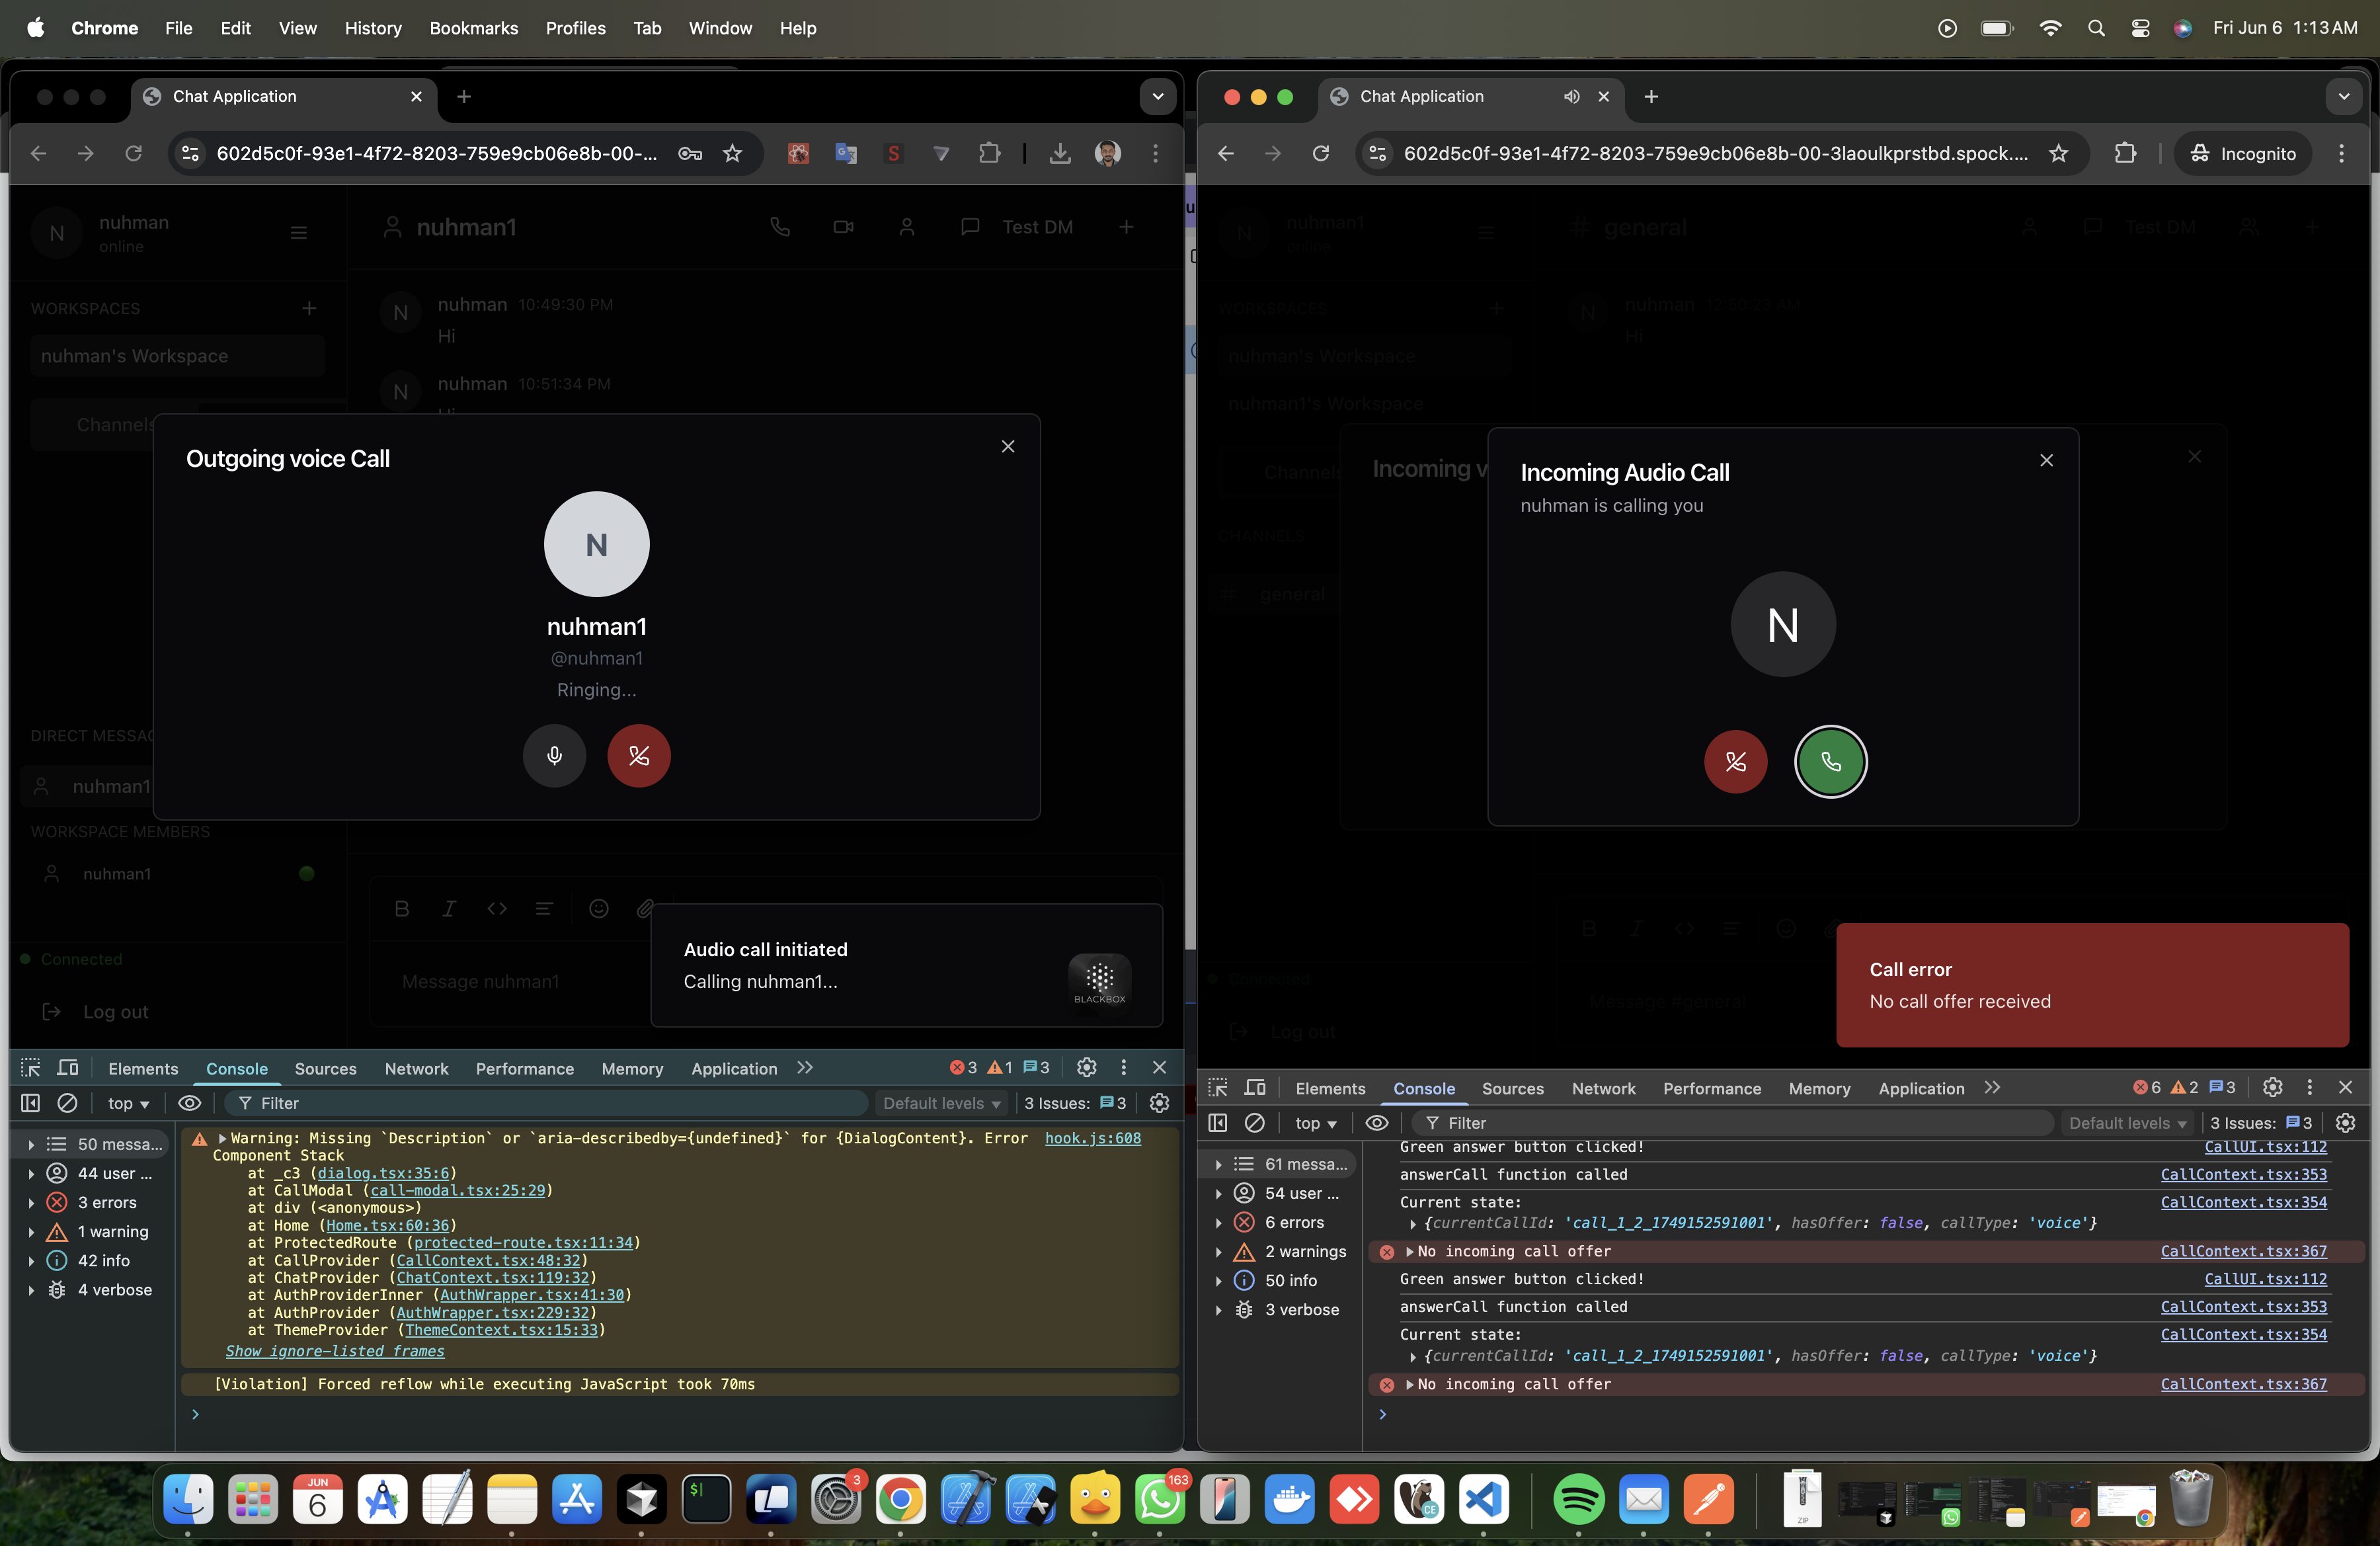 Chrome File Edit View History Bookmarks Profiles Tab Window Help
Fri Jun 6 1:13 AM
Chat Application
602d5c0f-93e1-4f72-8203-759e9cb06e8b-00-...
nuhman
online
N
WORKSPACES
nuhman's Workspace
Channels
DIRECT MESSA
nuhman1
WORKSPACE MEMBERS
nuhman1
Connected
Log out
nuhman1
Test DM
N
nuhman 10:49:30 PM
Hi
N
nuhman 10:51:34 PM
Outgoing voice Call
N
nuhman1
@nuhman1
Ringing...
Message nuhman1
Audio call initiated
Calling nuhman1...
BLACKBOX
Elements Console Sources Network Performance Memory Application
3 1 3
top
Filter
Default levels
3 Issues: 3
50 messa...
44 user ...
3 errors
1 warning
42 info
4 verbose
Warning: Missing `Description` or `aria-describedby={undefined}` for {DialogContent}. Error hook.js:608
Component Stack
at _c3 (dialog.tsx:35:6)
at CallModal (call-modal.tsx:25:29)
at div (<anonymous>)
at Home (Home.tsx:60:36)
at ProtectedRoute (protected-route.tsx:11:34)
at CallProvider (CallContext.tsx:48:32)
at ChatProvider (ChatContext.tsx:119:32)
at AuthProviderInner (AuthWrapper.tsx:41:30)
at AuthProvider (AuthWrapper.tsx:229:32)
at ThemeProvider (ThemeContext.tsx:15:33)
Show ignore-listed frames
[Violation] Forced reflow while executing JavaScript took 70ms
Chat Application
602d5c0f-93e1-4f72-8203-759e9cb06e8b-00-3laoulkprstbd.spock....
Incognito
N
nuhman1
online
WORKSPACES
nuhman's Workspace
nuhman1's Workspace
Channels
CHANNELS
# general
Connected
Log out
# general
Test DM
N
nuhman 12:50:23 AM
Hi
Incoming v
Incoming Audio Call
nuhman is calling you
N
Message #general
Call error
No call offer received
Elements Console Sources Network Performance Memory Application
6 2 3
top
Filter
Default levels
3 Issues: 3
61 messa...
54 user ...
6 errors
2 warnings
50 info
3 verbose
Green answer button clicked! CallUI.tsx:112
answerCall function called CallContext.tsx:353
Current state: CallContext.tsx:354
{currentCallId: 'call_1_2_1749152591001', hasOffer: false, callType: 'voice'}
No incoming call offer CallContext.tsx:367
Green answer button clicked! CallUI.tsx:112
answerCall function called CallContext.tsx:353
Current state: CallContext.tsx:354
{currentCallId: 'call_1_2_1749152591001', hasOffer: false, callType: 'voice'}
No incoming call offer CallContext.tsx:367
JUN
6
3
163
CE
ZIP